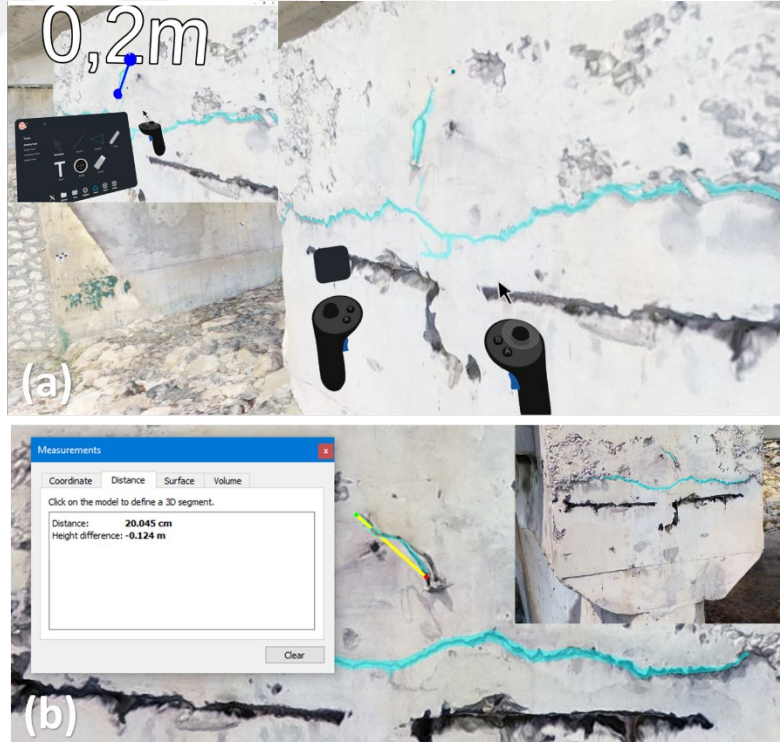 0,2m
(a)
Measurements
x
Coordinate Distance Surface Volume
Click on the model to define a 3D segment.
Distance: 20.045 cm
Height difference: -0.124 m
Clear
(b)